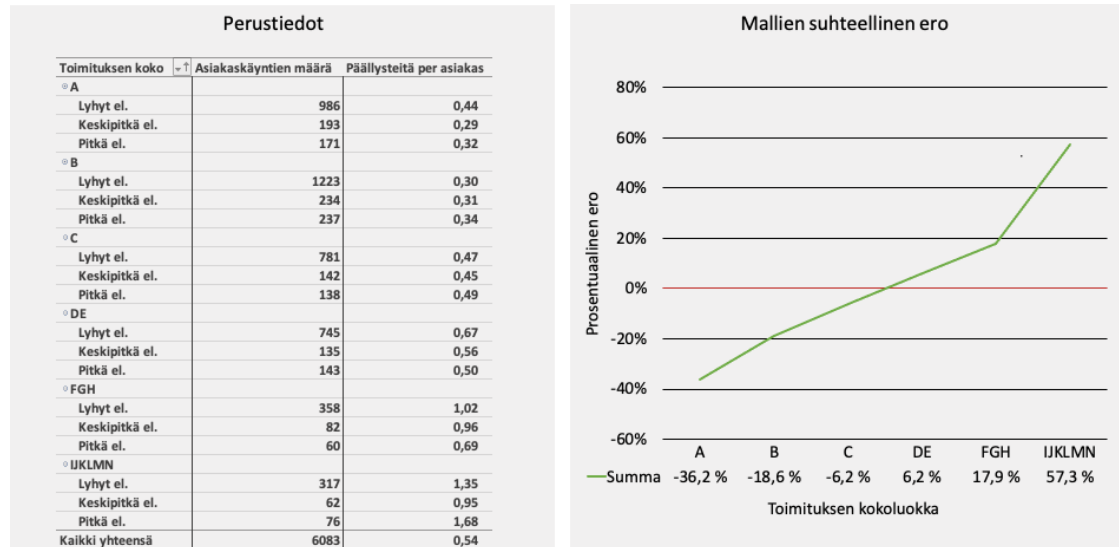 Perustiedot
Toimituksen koko Asiakaskäyntien määrä Päällysteitä per asiakas
A
Lyhyt el. 986 0,44
Keskipitkä el. 193 0,29
Pitkä el. 171 0,32
B
Lyhyt el. 1223 0,30
Keskipitkä el. 234 0,31
Pitkä el. 237 0,34
C
Lyhyt el. 781 0,47
Keskipitkä el. 142 0,45
Pitkä el. 138 0,49
DE
Lyhyt el. 745 0,67
Keskipitkä el. 135 0,56
Pitkä el. 143 0,50
FGH
Lyhyt el. 358 1,02
Keskipitkä el. 82 0,96
Pitkä el. 60 0,69
IJKLMN
Lyhyt el. 317 1,35
Keskipitkä el. 62 0,95
Pitkä el. 76 1,68
Kaikki yhteensä 6083 0,54
Mallien suhteellinen ero
Prosentuaalinen ero
80%
60%
40%
20%
0%
-20%
-40%
-60%
A B C DE FGH IJKLMN
Summa -36,2 % -18,6 % -6,2 % 6,2 % 17,9 % 57,3 %
Toimituksen kokoluokka